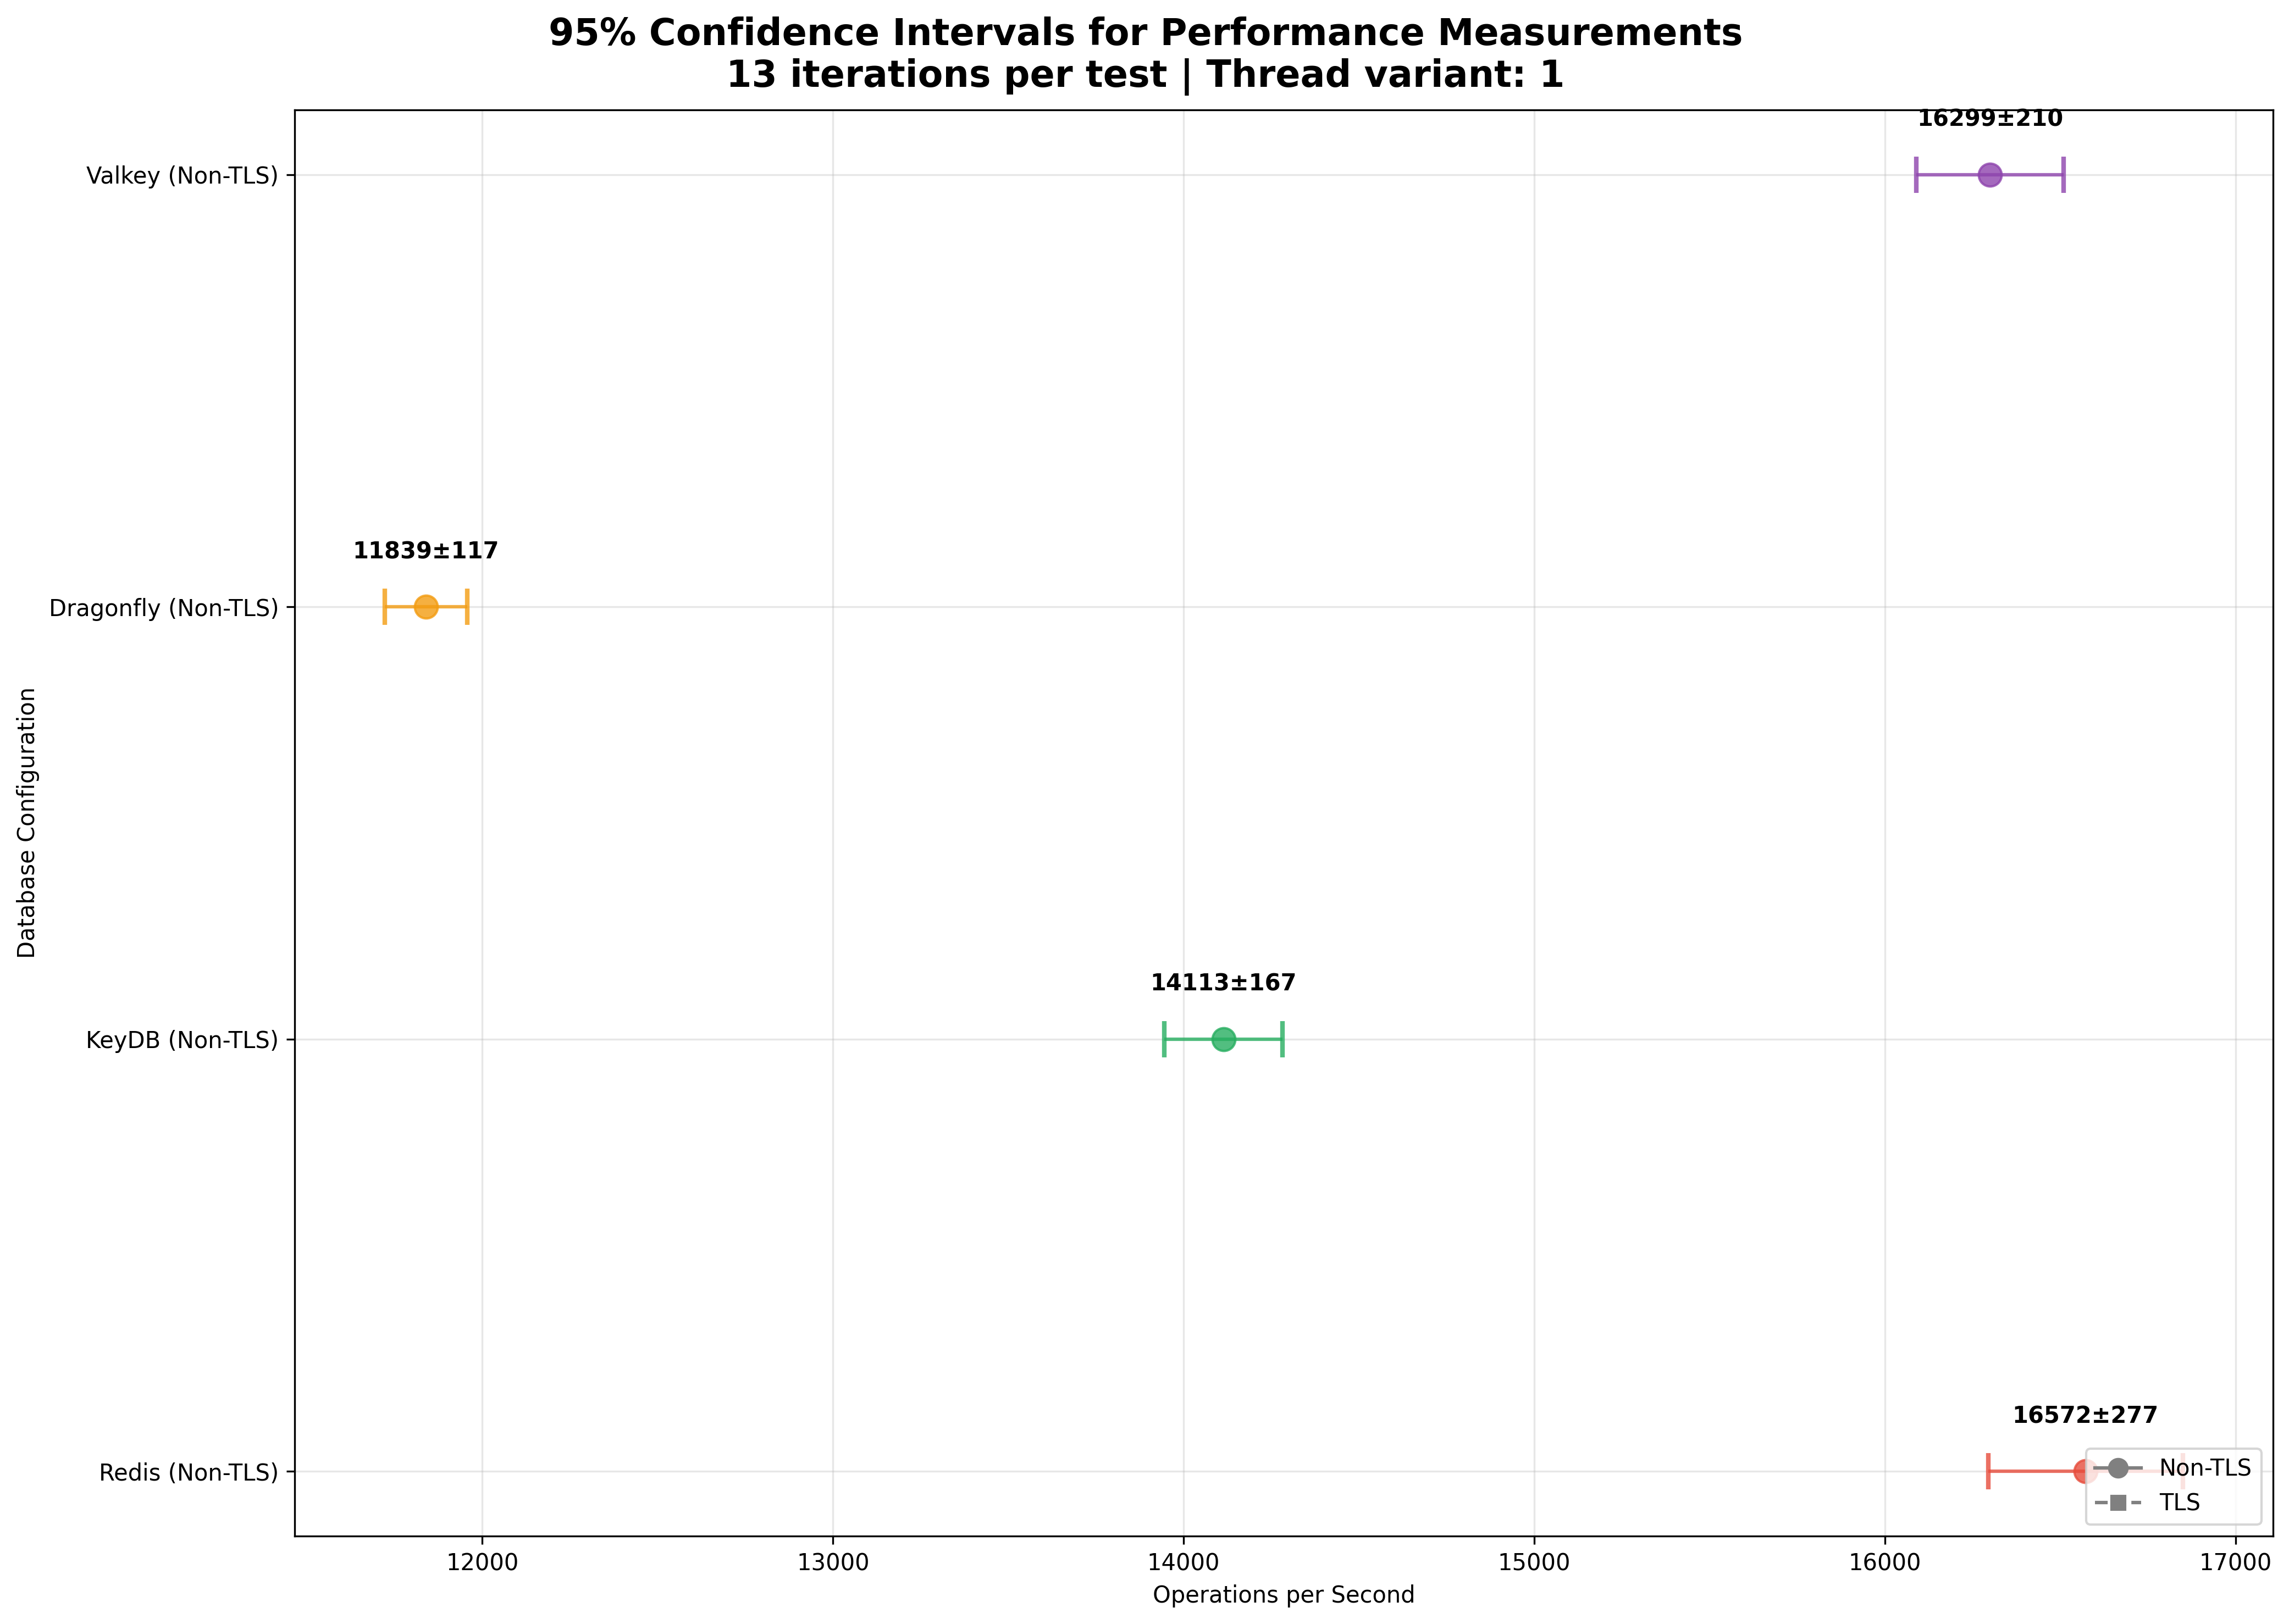 95% Confidence Intervals for Performance Measurements
13 iterations per test | Thread variant: 1
16299±210
Valkey (Non-TLS)
11839±117
Dragonfly (Non-TLS)
Database Configuration
14113±167
KeyDB (Non-TLS)
16572±277
Redis (Non-TLS)
Non-TLS
TLS
12000 13000 14000 15000 16000 17000
Operations per Second